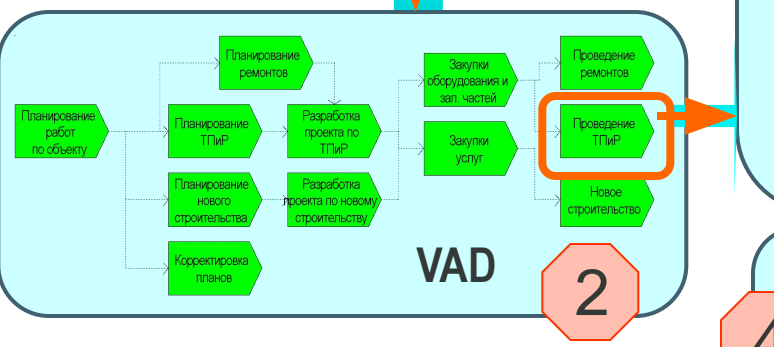 Планирование
работ
по объекту
Планирование
ремонтов
Планирование
ТПиР
Планирование
нового
строительства
Корректировка
планов
Разработка
проекта по
ТПиР
Разработка
проекта по новому
строительству
Закупки
оборудования и
зап. частей
Закупки
услуг
Проведение
ремонтов
Проведение
ТПиР
Новое
строительство
VAD
2